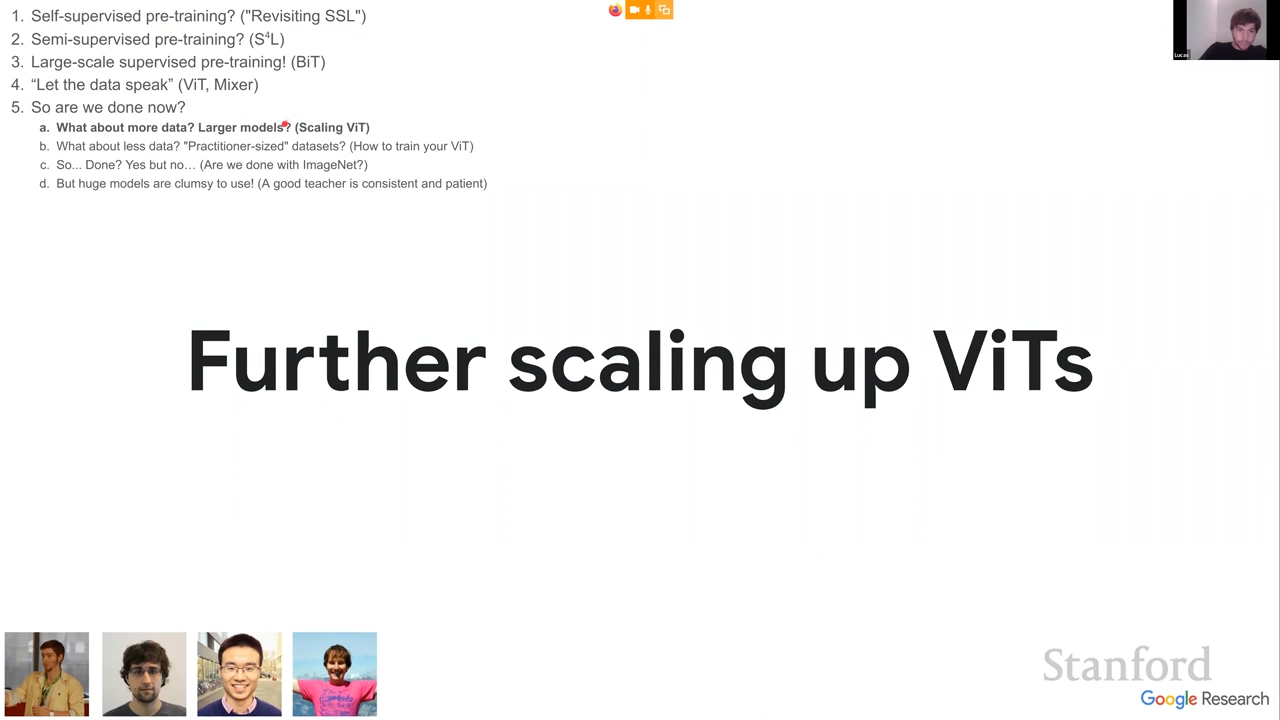 1. Self-supervised pre-training? ("Revisiting SSL")
2. Semi-supervised pre-training? (S⁴L)
3. Large-scale supervised pre-training! (BiT)
4. “Let the data speak” (ViT, Mixer)
5. So are we done now?
a. What about more data? Larger models? (Scaling ViT)
b. What about less data? "Practitioner-sized" datasets? (How to train your ViT)
c. So... Done? Yes but no… (Are we done with ImageNet?)
d. But huge models are clumsy to use! (A good teacher is consistent and patient)
Lucas
Further scaling up ViTs
Stanford
Google Research